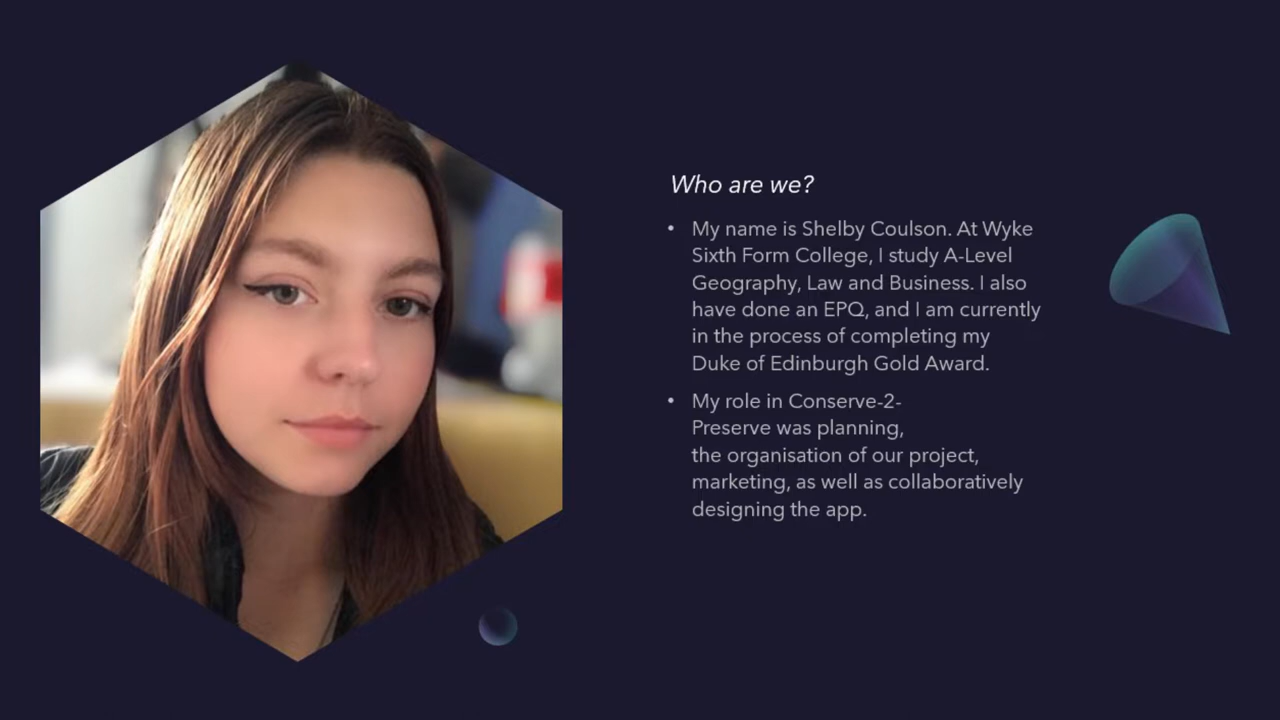 Who are we?
• My name is Shelby Coulson. At Wyke
Sixth Form College, I study A-Level
Geography, Law and Business. I also
have done an EPQ, and I am currently
in the process of completing my
Duke of Edinburgh Gold Award.
• My role in Conserve-2-
Preserve was planning,
the organisation of our project,
marketing, as well as collaboratively
designing the app.